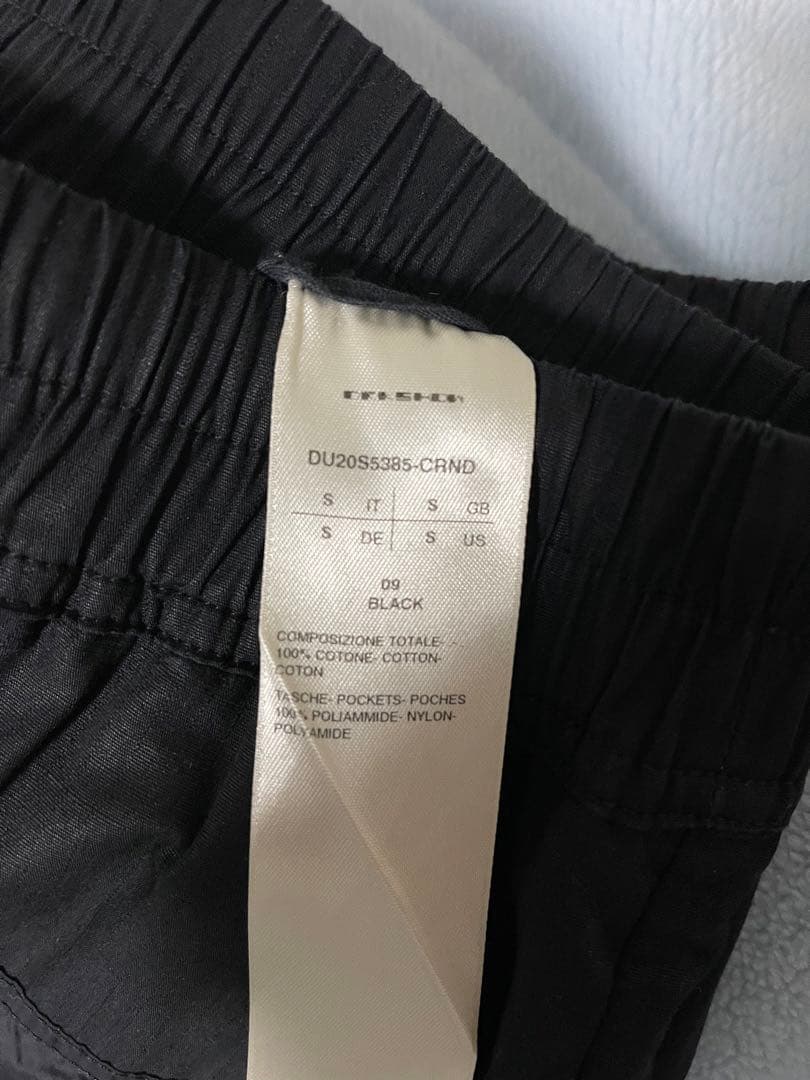 DRKSHDW
DU20S5385-CRND
S IT S GB
S DE S US
09
BLACK
COMPOSIZIONE TOTALE- -
100% COTONE- COTTON-
COTON
TASCHE- POCKETS- POCHES
100% POLIAMMIDE- NYLON-
POLYAMIDE